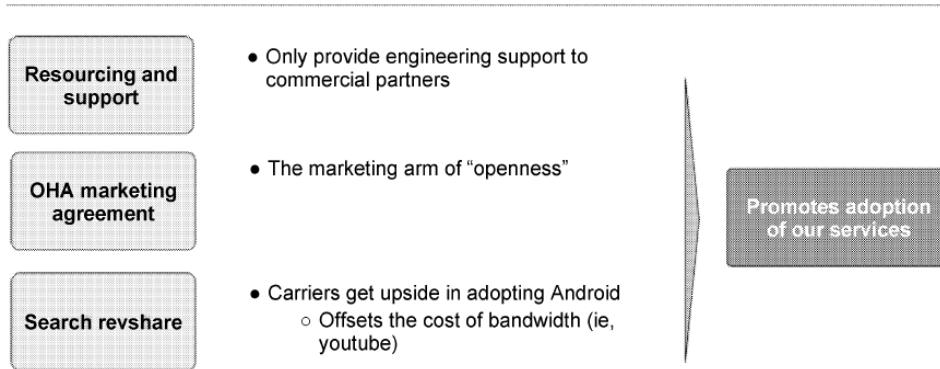 Resourcing and
support
● Only provide engineering support to
commercial partners
OHA marketing
agreement
● The marketing arm of “openness”
Search revshare
● Carriers get upside in adopting Android
○ Offsets the cost of bandwidth (ie,
youtube)
Promotes adoption
of our services